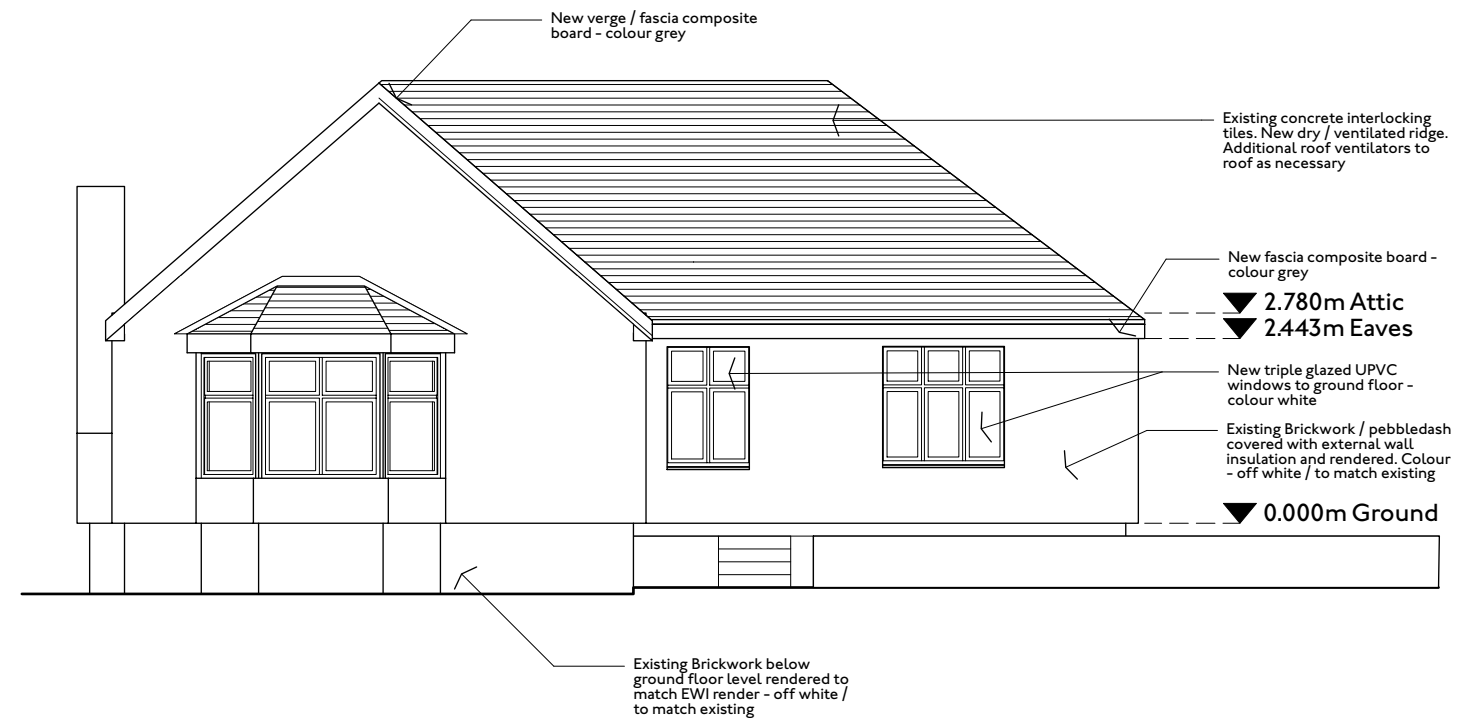 New verge / fascia composite
board - colour grey
Existing concrete interlocking
tiles. New dry / ventilated ridge.
Additional roof ventilators to
roof as necessary
New fascia composite board -
colour grey
2.780m Attic
2.443m Eaves
New triple glazed UPVC
windows to ground floor -
colour white
Existing Brickwork / pebbledash
covered with external wall
insulation and rendered. Colour
- off white / to match existing
0.000m Ground
Existing Brickwork below
ground floor level rendered to
match EWI render - off white /
to match existing